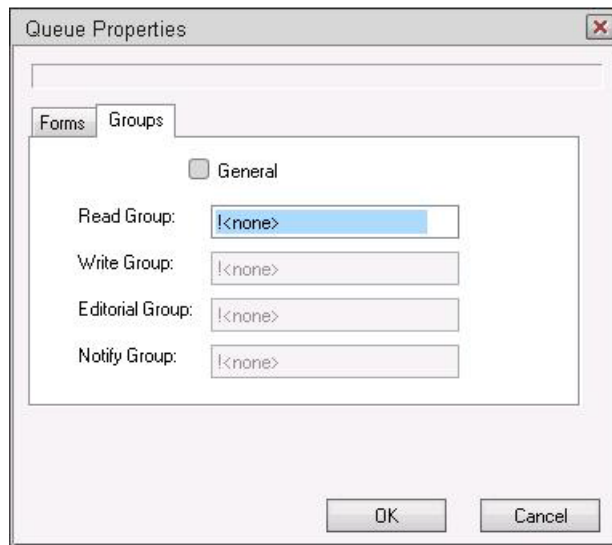 Queue Properties
Forms Groups
General
Read Group: !<none>
Write Group: !<none>
Editorial Group: !<none>
Notify Group: !<none>
OK Cancel